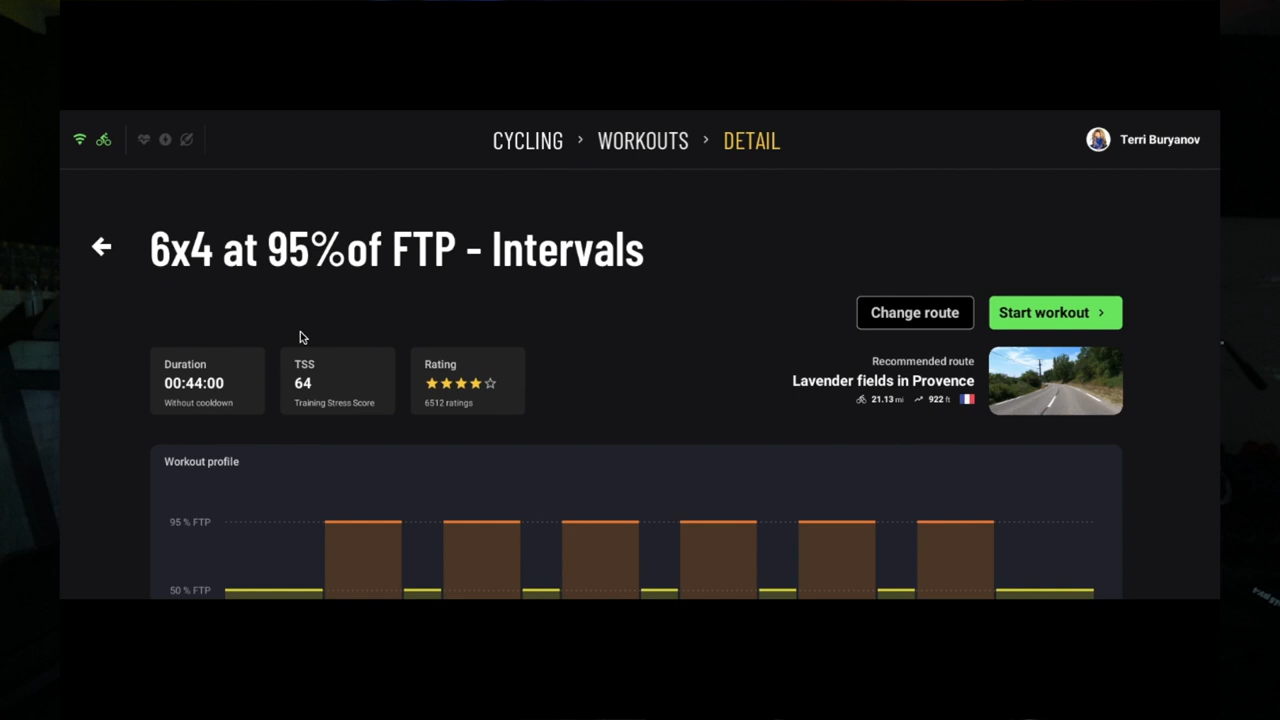 CYCLING › WORKOUTS › DETAIL
Terri Buryanov
6x4 at 95%of FTP - Intervals
Change route
Start workout ›
Duration
00:44:00
Without cooldown
TSS
64
Training Stress Score
Rating
6512 ratings
Recommended route
Lavender fields in Provence
21.13 mi 922 ft
Workout profile
95 % FTP
50 % FTP